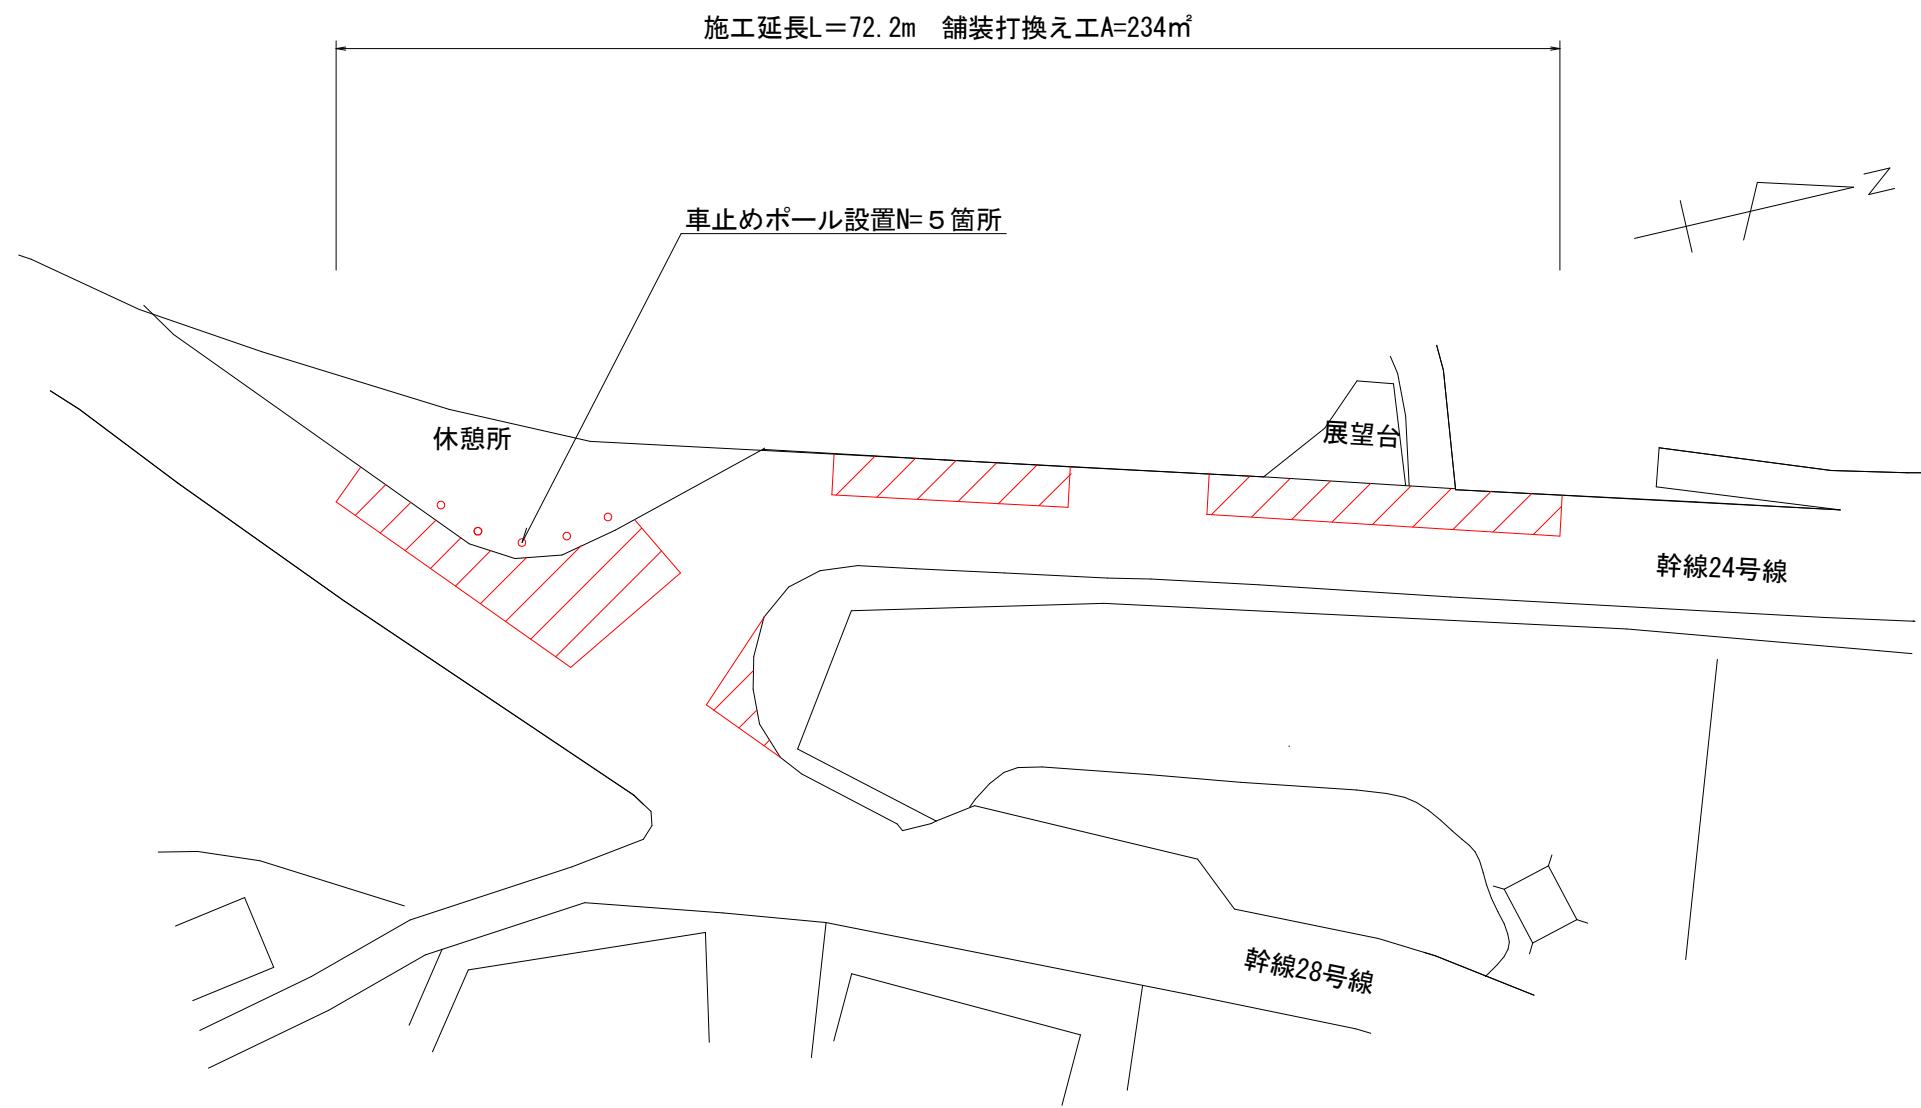 施工延長L＝72.2m　舗装打換え工A=234㎡
N
車止めポール設置N=５箇所
休憩所
展望台
幹線24号線
幹線28号線